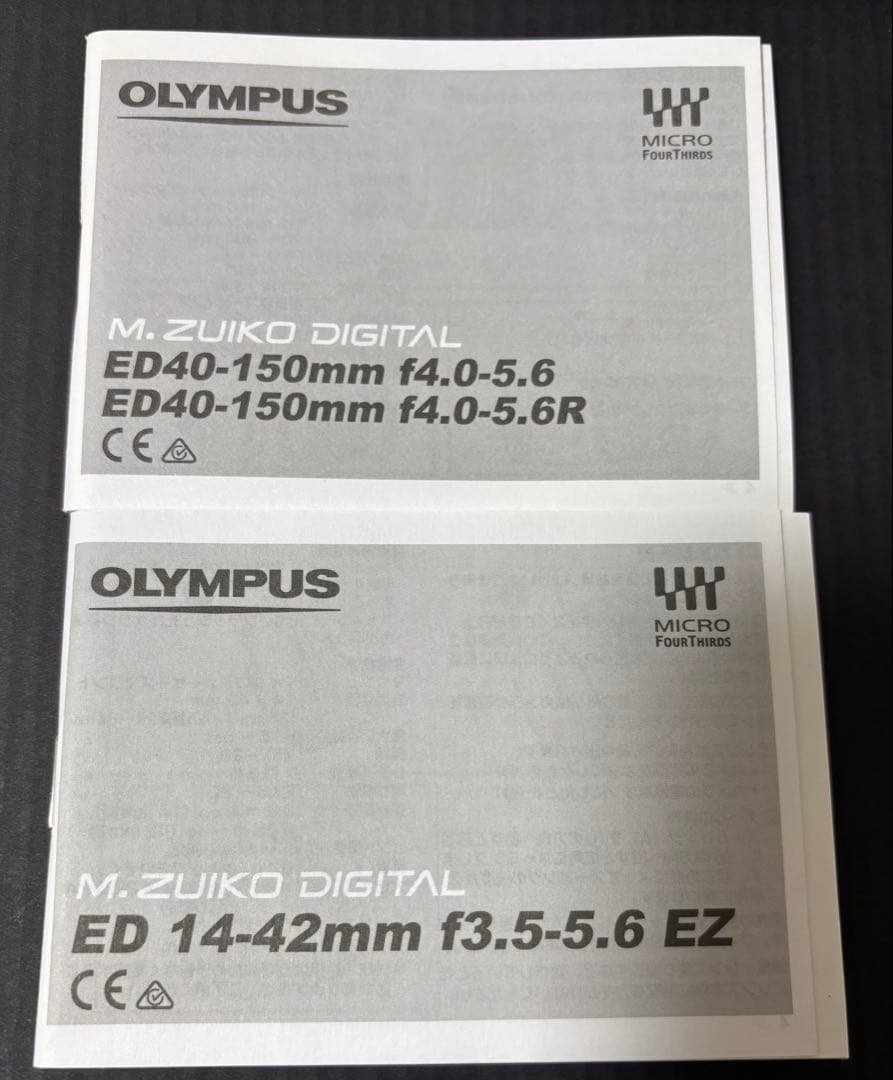 OLYMPUS
MICRO
FOURTHIRDS
M.ZUIKO DIGITAL
ED40-150mm f4.0-5.6
ED40-150mm f4.0-5.6R
CE
OLYMPUS
MICRO
FOURTHIRDS
M.ZUIKO DIGITAL
ED 14-42mm f3.5-5.6 EZ
CE